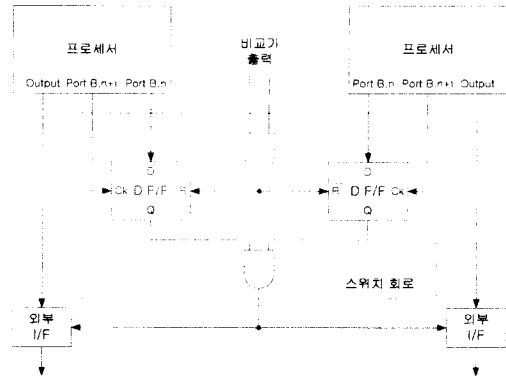 프로세서
비교기
출력
프로세서
Output Port B.n+1 Port B.n
Port B.n Port B.n+1 Output
D
Ck D F/F R
Q
D
R D F/F Ck
Q
스위치 회로
외부
I/F
외부
I/F